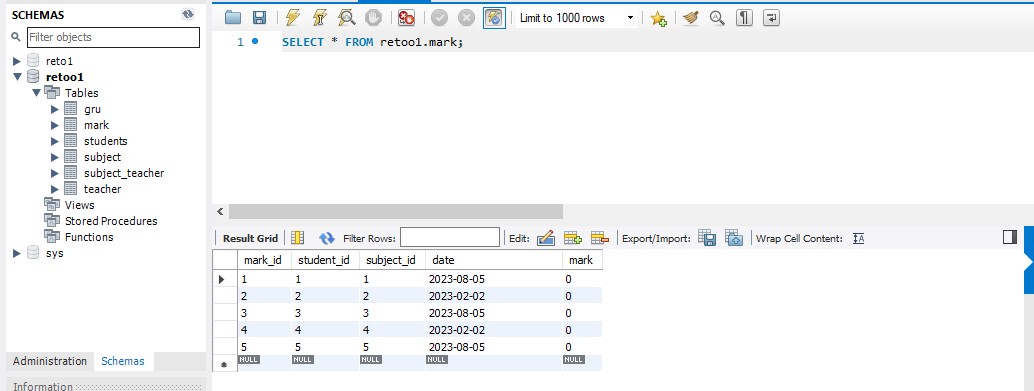 SCHEMAS
Filter objects
reto1
retoo1
Tables
gru
mark
students
subject
subject_teacher
teacher
Views
Stored Procedures
Functions
sys
Administration Schemas
Information
Limit to 1000 rows
1 SELECT * FROM retoo1.mark;
Result Grid Filter Rows: Edit: Export/Import: Wrap Cell Content: IA
mark_id student_id subject_id date mark
1 1 1 2023-08-05 0
2 2 2 2023-02-02 0
3 3 3 2023-08-05 0
4 4 4 2023-02-02 0
5 5 5 2023-08-05 0
NULL NULL NULL NULL NULL